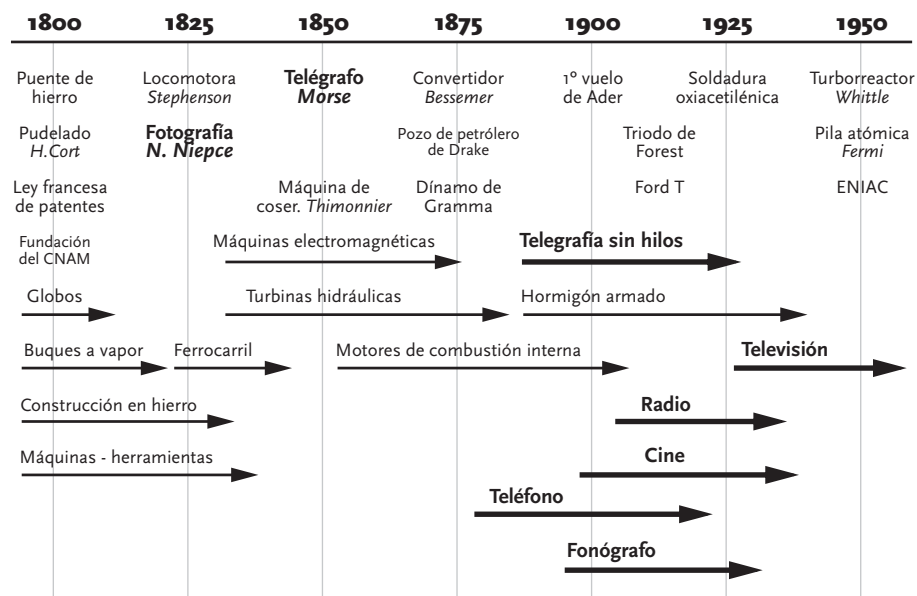 1800 1825 1850 1875 1900 1925 1950
Puente de Locomotora Telégrafo Convertidor 1º vuelo Soldadura Turborreactor
hierro Stephenson Morse Bessemer de Ader oxiacetilénica Whittle
Pudelado Fotografía Pozo de petrólero Triodo de Pila atómica
H.Cort N. Niepce de Drake Forest Fermi
Ley francesa Máquina de Dínamo de Ford T ENIAC
de patentes coser. Thimonnier Gramma
Fundación Máquinas electromagnéticas Telegrafía sin hilos
del CNAM
Globos Turbinas hidráulicas Hormigón armado
Buques a vapor Ferrocarril Motores de combustión interna Televisión
Construcción en hierro Radio
Máquinas - herramientas Cine
Teléfono
Fonógrafo